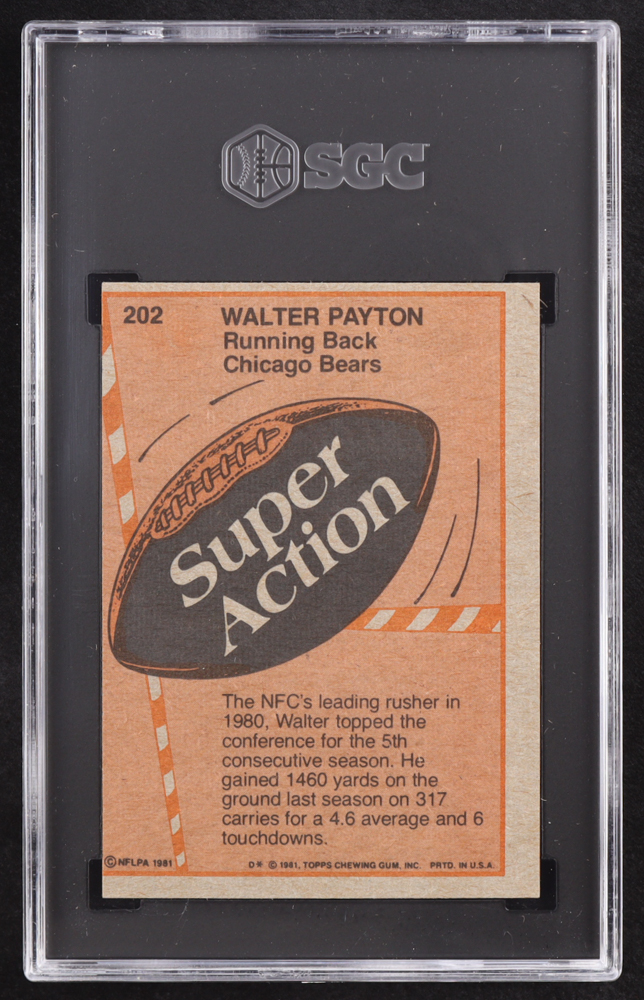 SGC
202
WALTER PAYTON
Running Back
Chicago Bears
Super
Action
The NFC's leading rusher in
1980, Walter topped the
conference for the 5th
consecutive season. He
gained 1460 yards on the
ground last season on 317
carries for a 4.6 average and 6
touchdowns.
© NFLPA 1981
D* © 1981, TOPPS CHEWING GUM, INC. PRTD. IN U.S.A.